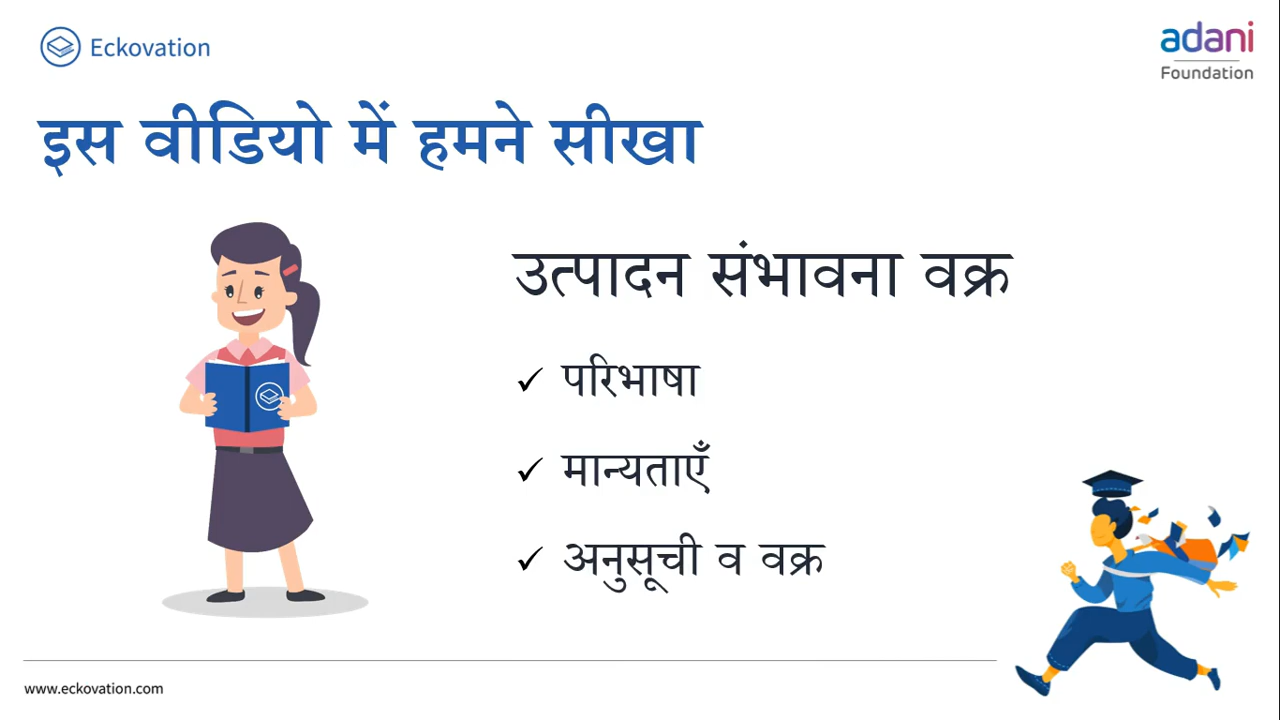 Eckovation
adani
Foundation
इस वीडियो में हमने सीखा
उत्पादन संभावना वक्र
✓ परिभाषा
✓ मान्यताएँ
✓ अनुसूची व वक्र
www.eckovation.com